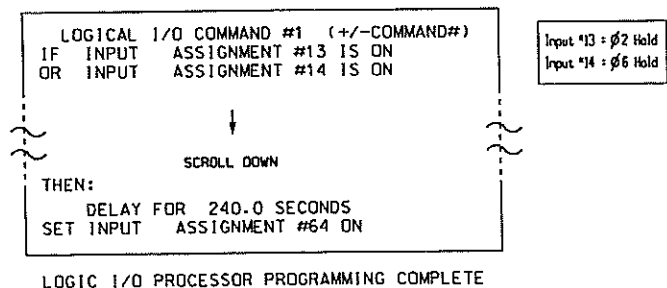 LOGICAL I/O COMMAND #1 (+/-COMMAND#)
IF INPUT ASSIGNMENT #13 IS ON
OR INPUT ASSIGNMENT #14 IS ON
SCROLL DOWN
THEN:
DELAY FOR 240.0 SECONDS
SET INPUT ASSIGNMENT #64 ON
LOGIC I/O PROCESSOR PROGRAMMING COMPLETE
Input #13 : Ø2 Hold
Input #14 : Ø6 Hold